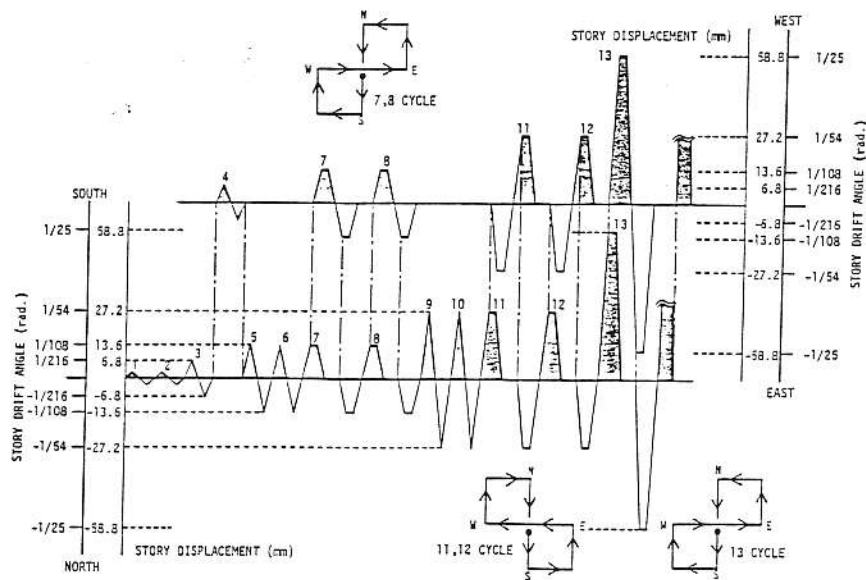 N
W E
S
7,8 CYCLE
WEST
STORY DISPLACEMENT (mm)
13
58.8 1/25
11 12
27.2 1/54
4 7 8
13.6 1/108
6.8 1/216
SOUTH
-6.8 -1/216
1/25 58.8
13
-13.6 -1/108
-27.2 -1/54
STORY DRIFT ANGLE (rad.)
1/54 27.2
9 10 11 12
1/108 13.6
5 6 7 8
1/216 6.8
1 2 3
-58.8 -1/25
EAST
STORY DRIFT ANGLE (rad.)
-1/216 -6.8
-1/108 -13.6
-1/54 -27.2
N
W E
S
11,12 CYCLE
N
W E
S
13 CYCLE
-1/25 -58.8
STORY DISPLACEMENT (mm)
NORTH